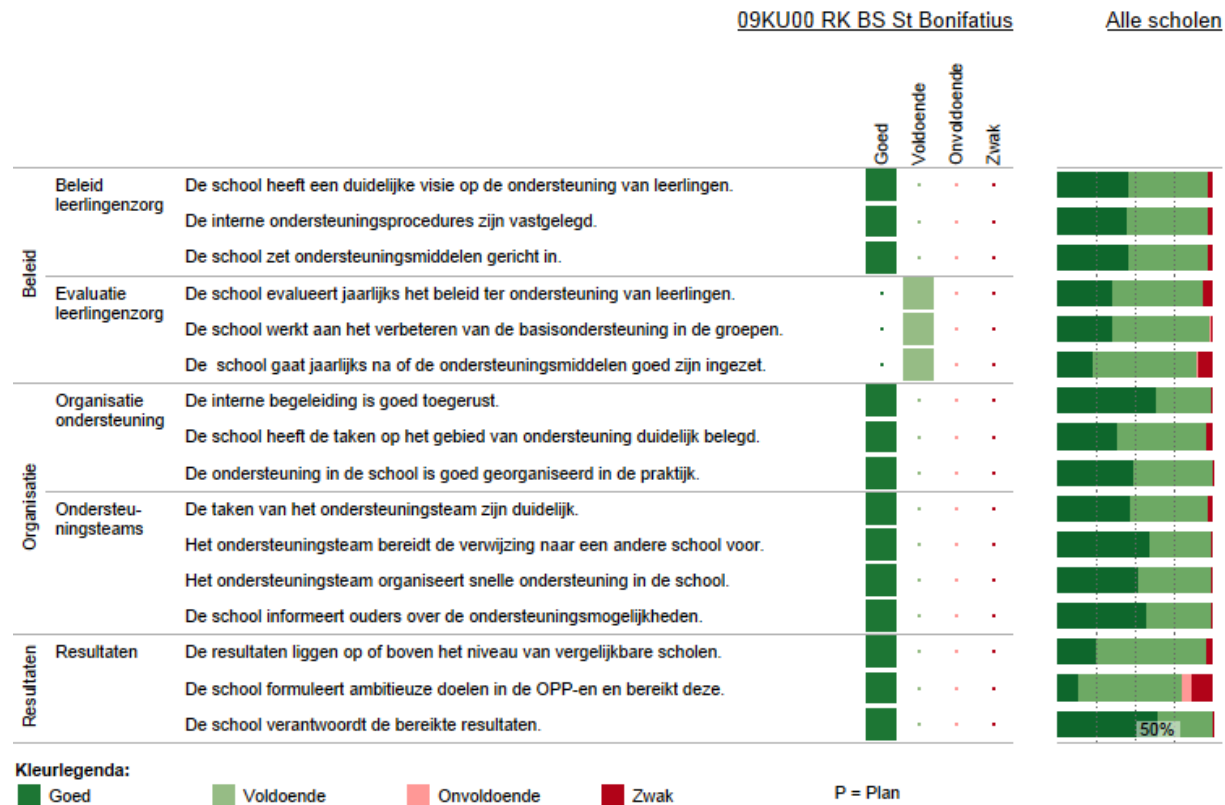 09KU00 RK BS St Bonifatius
Alle scholen
Goed
Voldoende
Onvoldoende
Zwak
Beleid
Beleid
leerlingenzorg
De school heeft een duidelijke visie op de ondersteuning van leerlingen.
De interne ondersteuningsprocedures zijn vastgelegd.
De school zet ondersteuningsmiddelen gericht in.
Evaluatie
leerlingenzorg
De school evalueert jaarlijks het beleid ter ondersteuning van leerlingen.
De school werkt aan het verbeteren van de basisondersteuning in de groepen.
De school gaat jaarlijks na of de ondersteuningsmiddelen goed zijn ingezet.
Organisatie
Organisatie
ondersteuning
De interne begeleiding is goed toegerust.
De school heeft de taken op het gebied van ondersteuning duidelijk belegd.
De ondersteuning in de school is goed georganiseerd in de praktijk.
Ondersteu-
ningsteams
De taken van het ondersteuningsteam zijn duidelijk.
Het ondersteuningsteam bereidt de verwijzing naar een andere school voor.
Het ondersteuningsteam organiseert snelle ondersteuning in de school.
De school informeert ouders over de ondersteuningsmogelijkheden.
Resultaten
Resultaten
De resultaten liggen op of boven het niveau van vergelijkbare scholen.
De school formuleert ambitieuze doelen in de OPP-en en bereikt deze.
De school verantwoordt de bereikte resultaten.
50%
Kleurlegenda:
Goed
Voldoende
Onvoldoende
Zwak
P = Plan